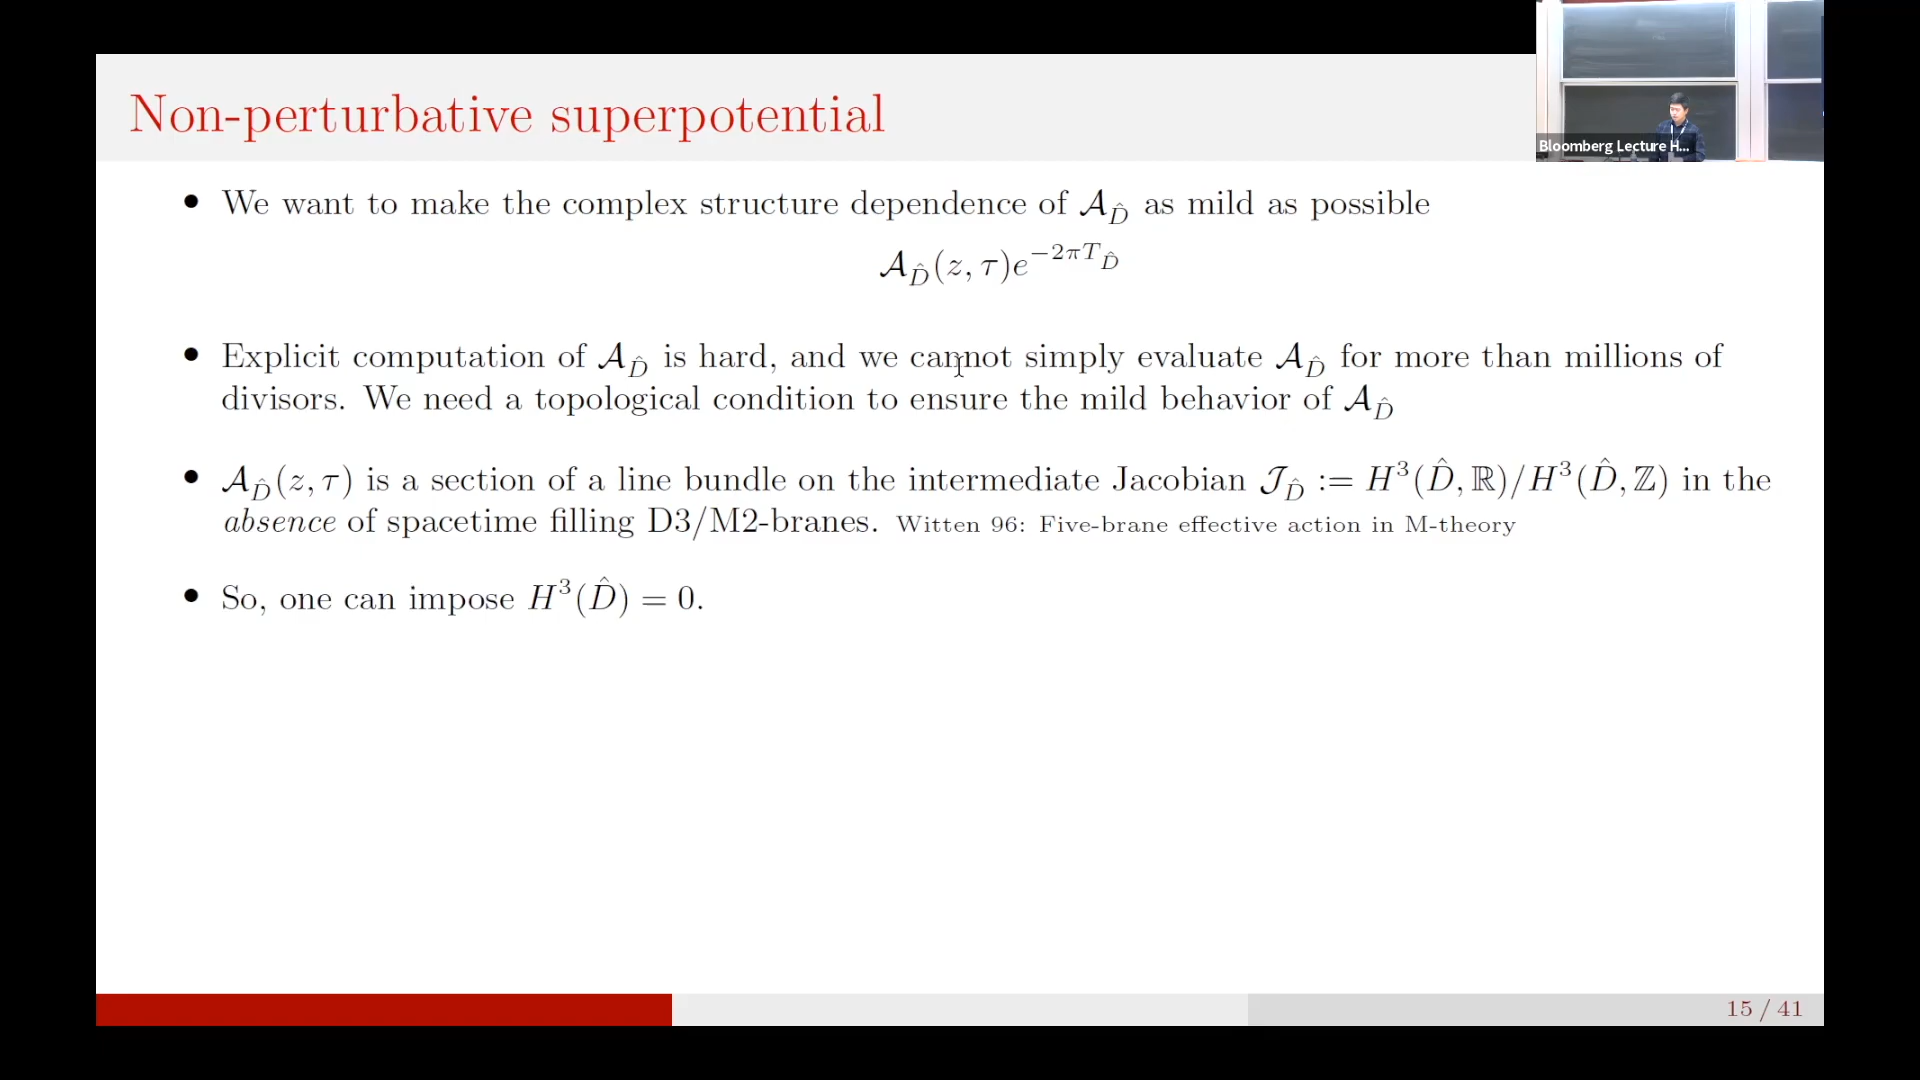 Non-perturbative superpotential
Bloomberg Lecture H...
• We want to make the complex structure dependence of 𝒜_D̂ as mild as possible
𝒜_D̂(z, τ)e^{−2πT_D̂}
• Explicit computation of 𝒜_D̂ is hard, and we cannot simply evaluate 𝒜_D̂ for more than millions of
divisors. We need a topological condition to ensure the mild behavior of 𝒜_D̂
• 𝒜_D̂(z, τ) is a section of a line bundle on the intermediate Jacobian 𝒥_D̂ := H³(D̂, ℝ)/H³(D̂, ℤ) in the
absence of spacetime filling D3/M2-branes. Witten 96: Five-brane effective action in M-theory
• So, one can impose H³(D̂) = 0.
15 / 41